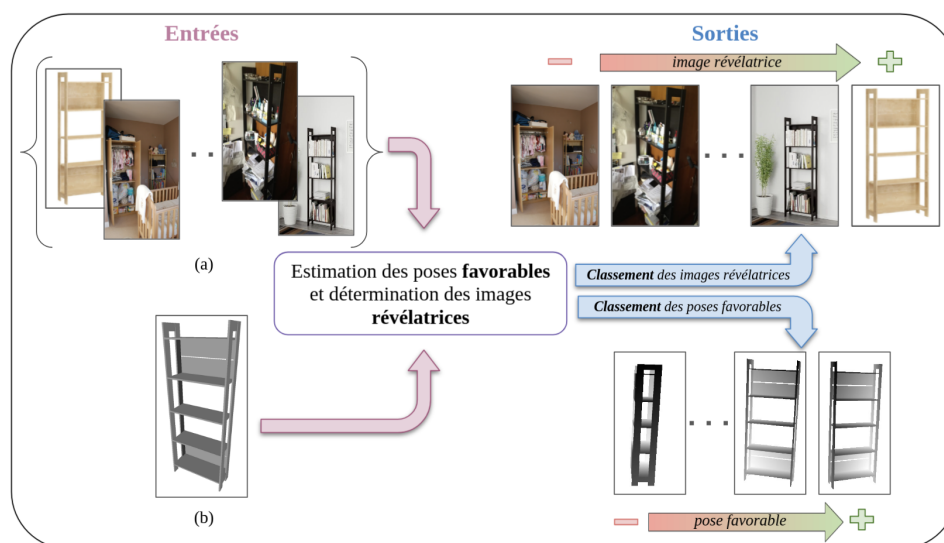 Entrées
Sorties
image révélatrice
(a)
Estimation des poses favorables
et détermination des images
révélatrices
Classement des images révélatrices
Classement des poses favorables
(b)
pose favorable